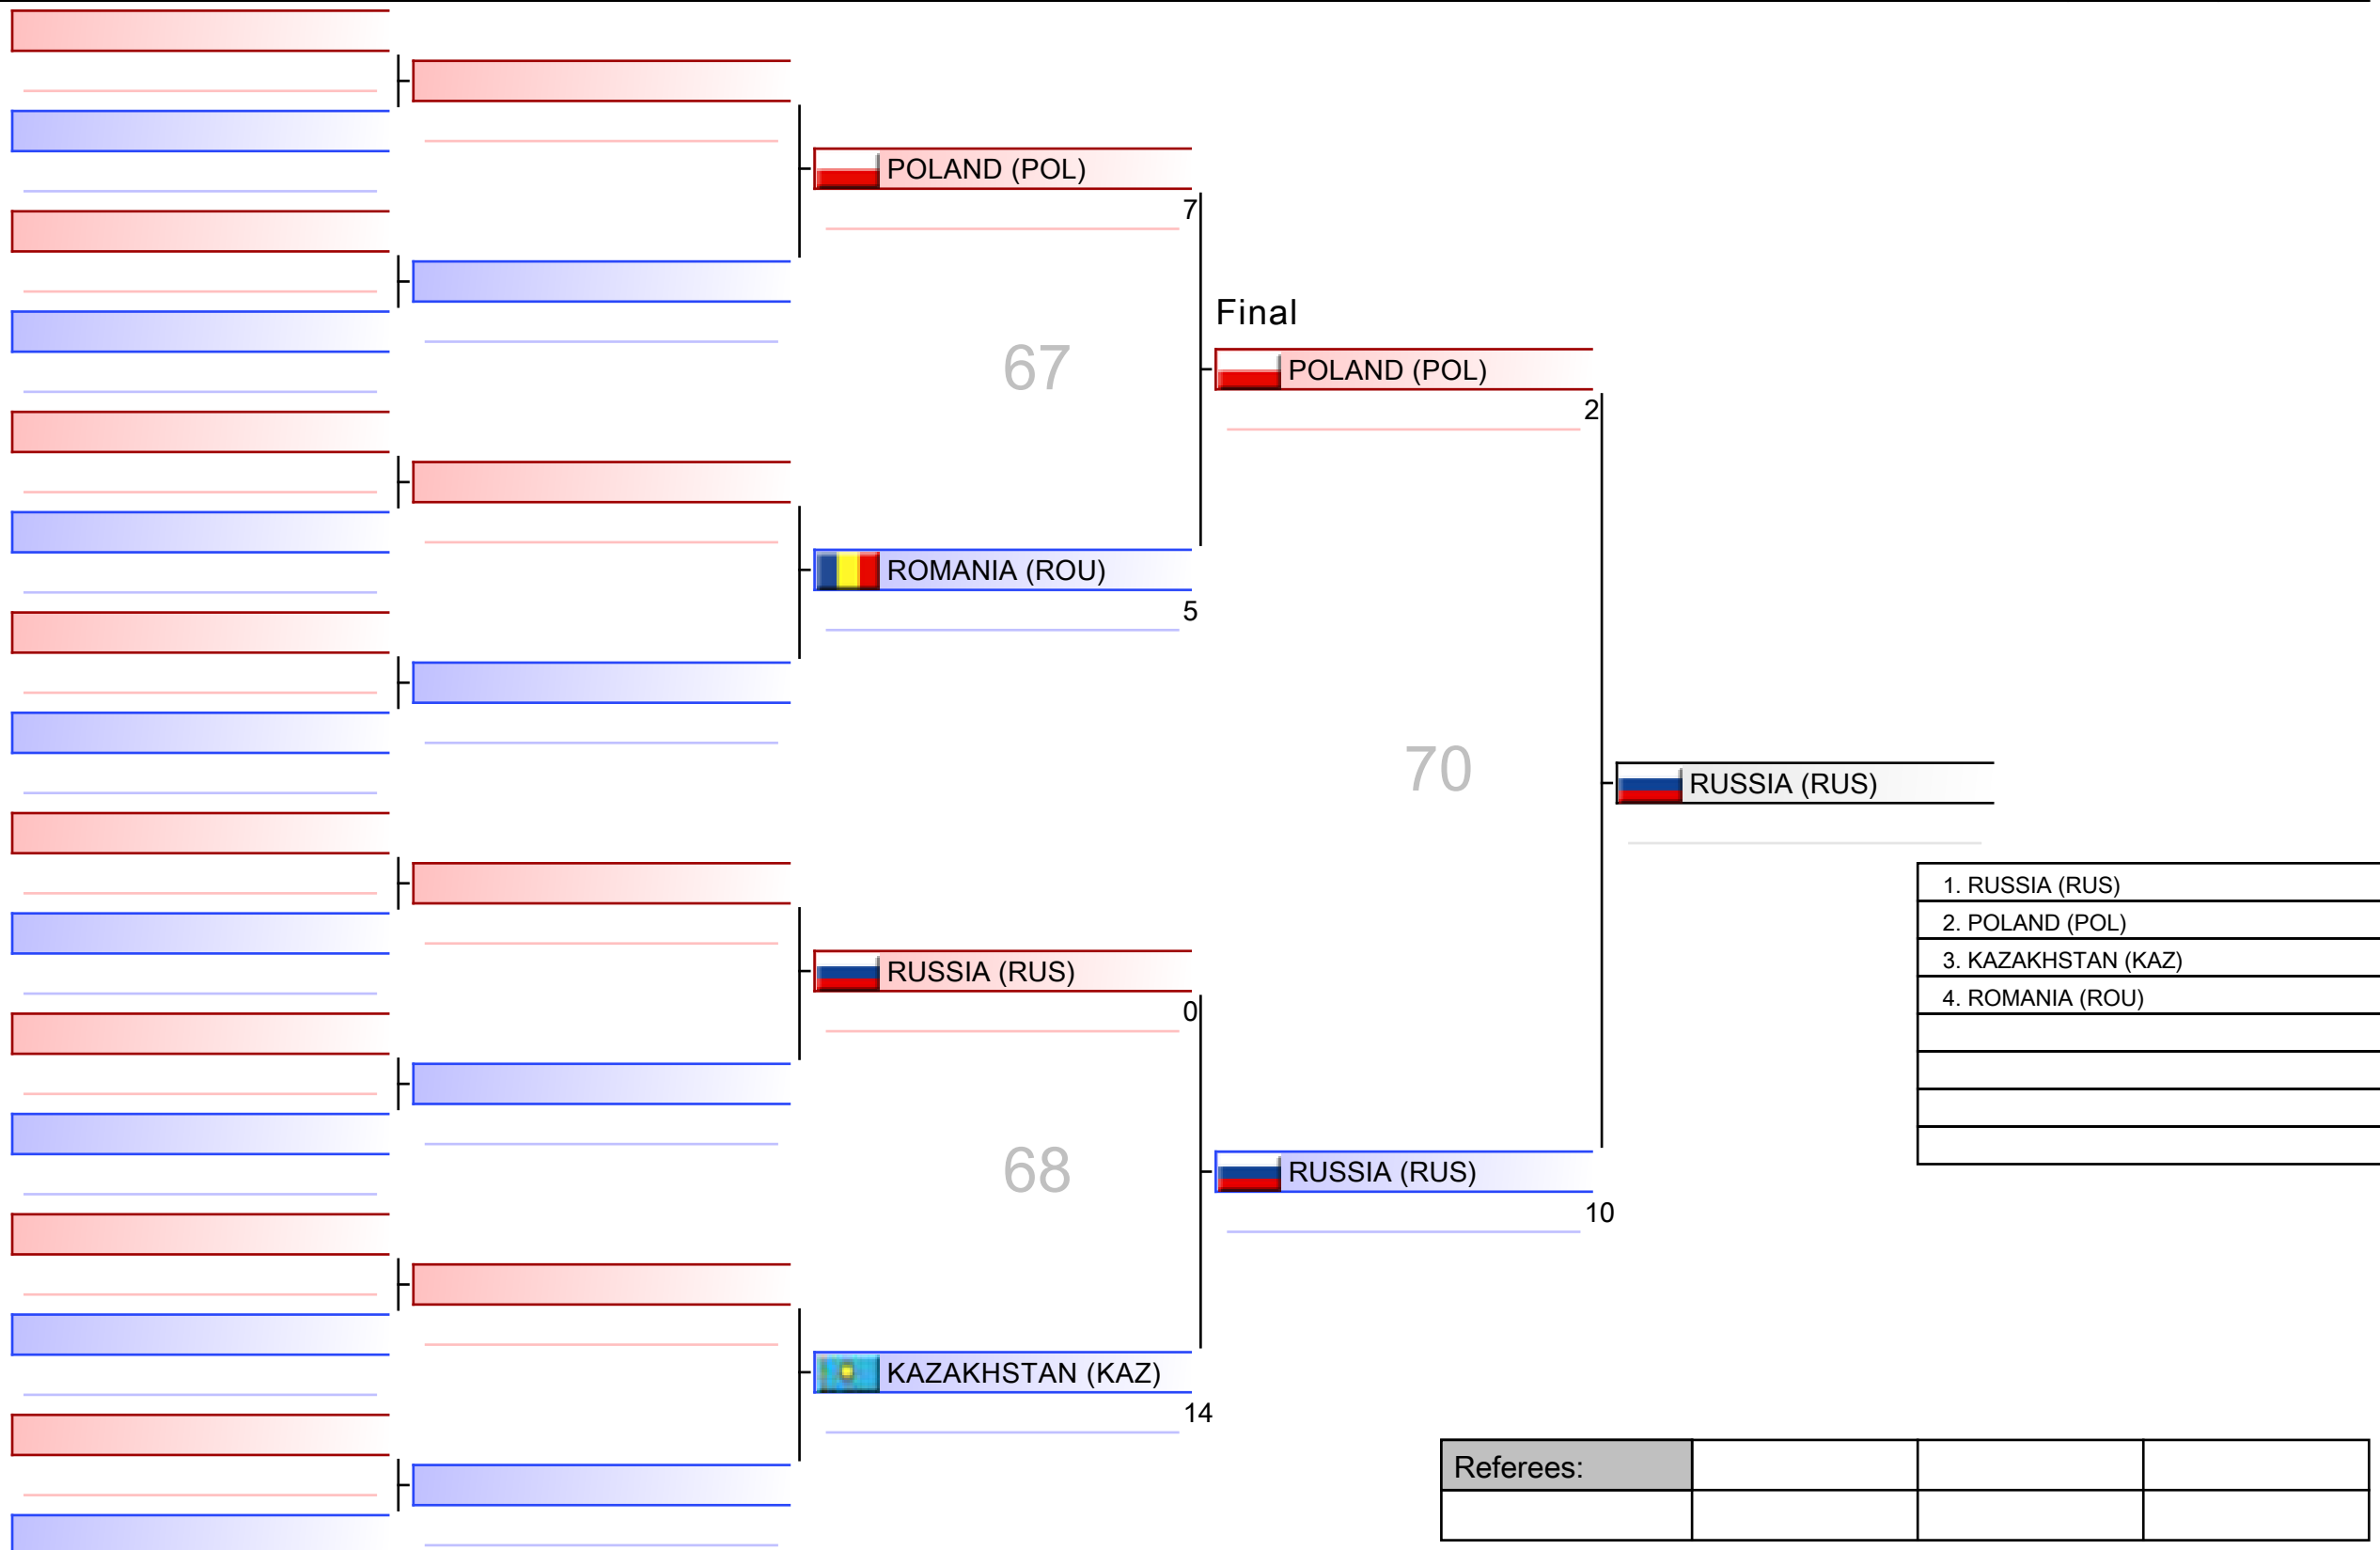 POLAND (POL)
7
Final
67
POLAND (POL)
2
ROMANIA (ROU)
5
70
RUSSIA (RUS)
1. RUSSIA (RUS)
2. POLAND (POL)
3. KAZAKHSTAN (KAZ)
4. ROMANIA (ROU)
RUSSIA (RUS)
0
68
RUSSIA (RUS)
10
KAZAKHSTAN (KAZ)
14
Referees: